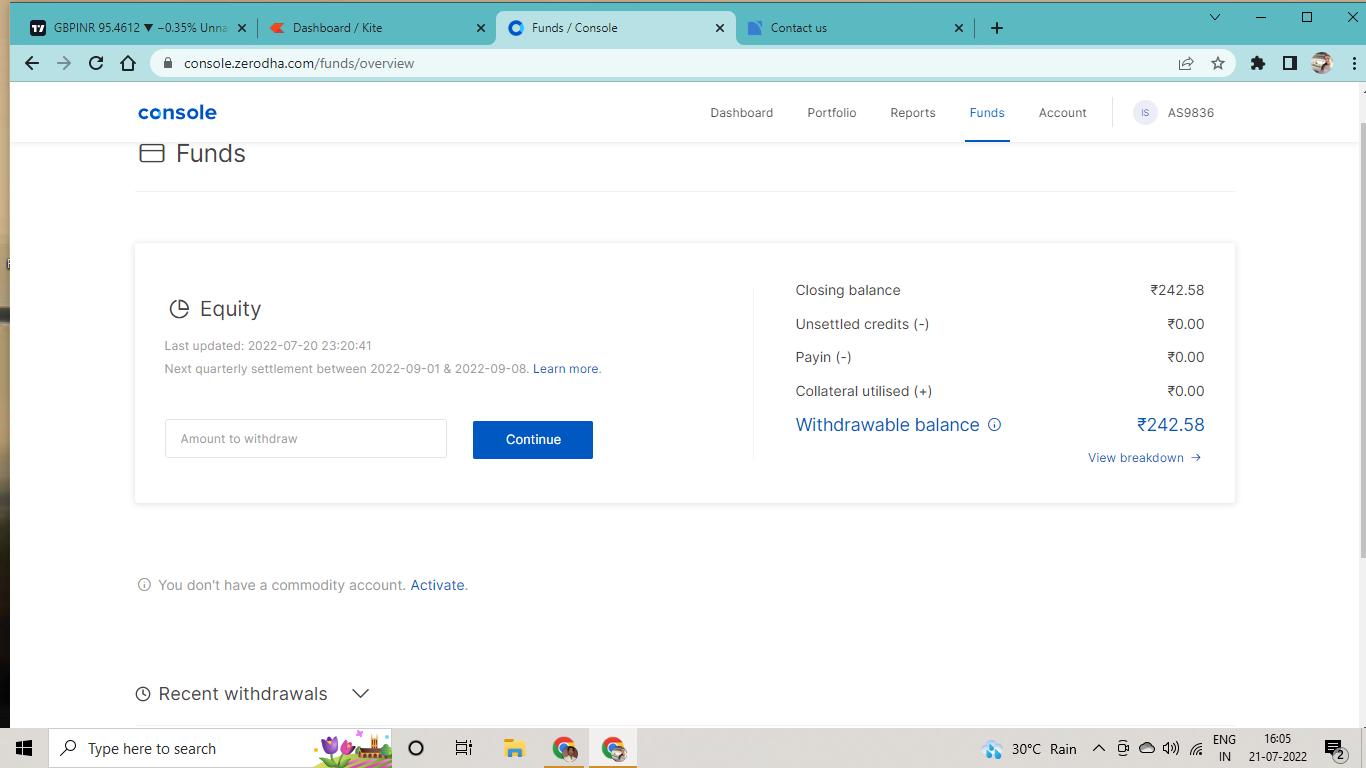 GBPINR 95.4612 ▼ −0.35% Unna
Dashboard / Kite
Funds / Console
Contact us
console.zerodha.com/funds/overview
console
Dashboard
Portfolio
Reports
Funds
Account
IS
AS9836
Funds
Equity
Last updated: 2022-07-20 23:20:41
Next quarterly settlement between 2022-09-01 & 2022-09-08. Learn more.
Amount to withdraw
Continue
Closing balance ₹242.58
Unsettled credits (-) ₹0.00
Payin (-) ₹0.00
Collateral utilised (+) ₹0.00
Withdrawable balance ₹242.58
View breakdown →
You don't have a commodity account. Activate.
Recent withdrawals
Type here to search
30°C Rain
ENG
IN
16:05
21-07-2022
2